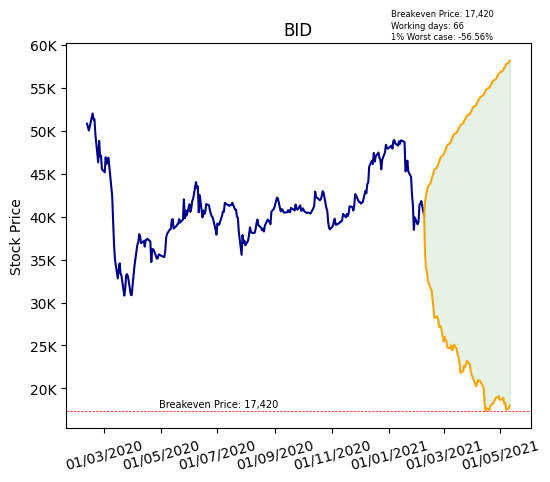 Breakeven Price: 17,420
Working days: 66
1% Worst case: -56.56%
BID
60K
55K
50K
45K
40K
35K
30K
25K
20K
Stock Price
Breakeven Price: 17,420
01/03/2020 01/05/2020 01/07/2020 01/09/2020 01/11/2020 01/01/2021 01/03/2021 01/05/2021